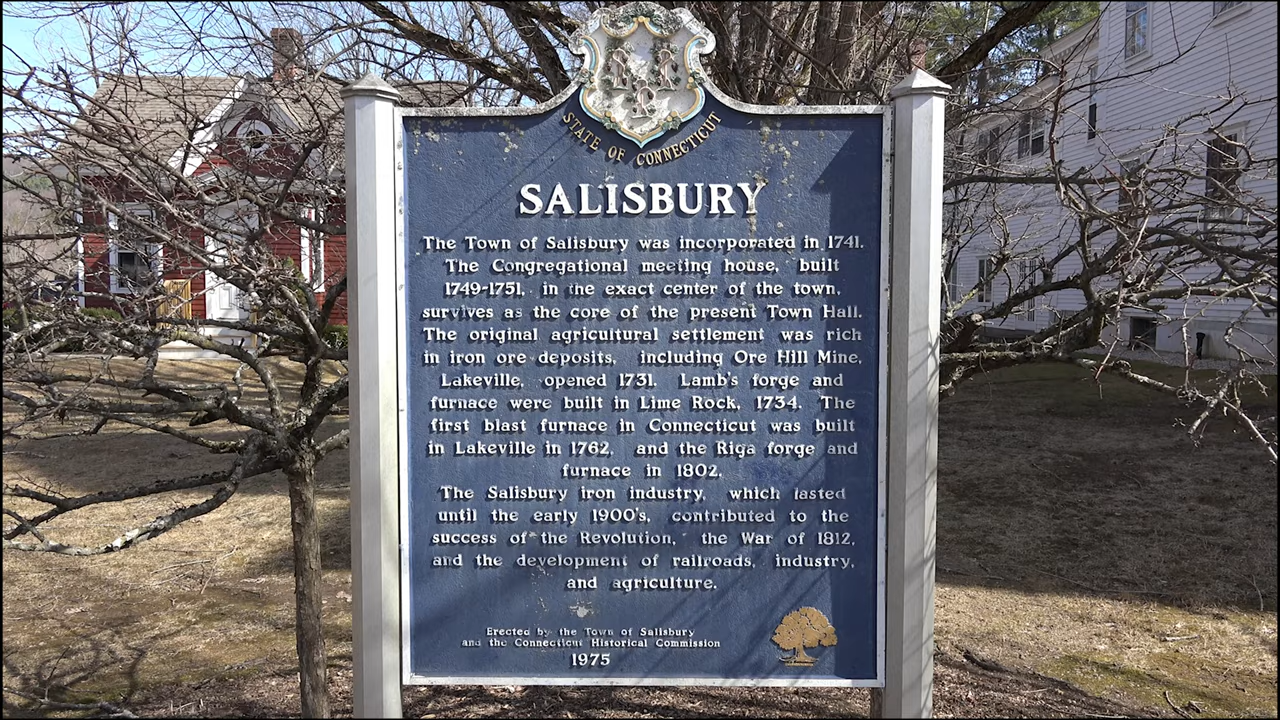 STATE OF CONNECTICUT
SALISBURY
The Town of Salisbury was incorporated in 1741.
The Congregational meeting house, built
1749-1751, in the exact center of the town,
survives as the core of the present Town Hall.
The original agricultural settlement was rich
in iron ore deposits, including Ore Hill Mine,
Lakeville, opened 1731. Lamb's forge and
furnace were built in Lime Rock, 1734. The
first blast furnace in Connecticut was built
in Lakeville in 1762, and the Riga forge and
furnace in 1802.
The Salisbury iron industry, which lasted
until the early 1900's, contributed to the
success of the Revolution, the War of 1812,
and the development of railroads, industry,
and agriculture.
Erected by the Town of Salisbury
and the Connecticut Historical Commission
1975